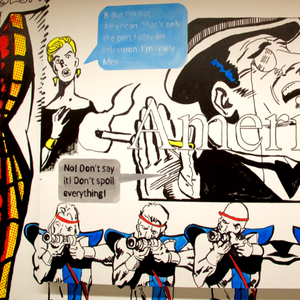 B-But I'm not
American. That's only
the part I play on
television. I'm really
Mex-
Ameri
No! Don't say
it! Don't spoil
everything!